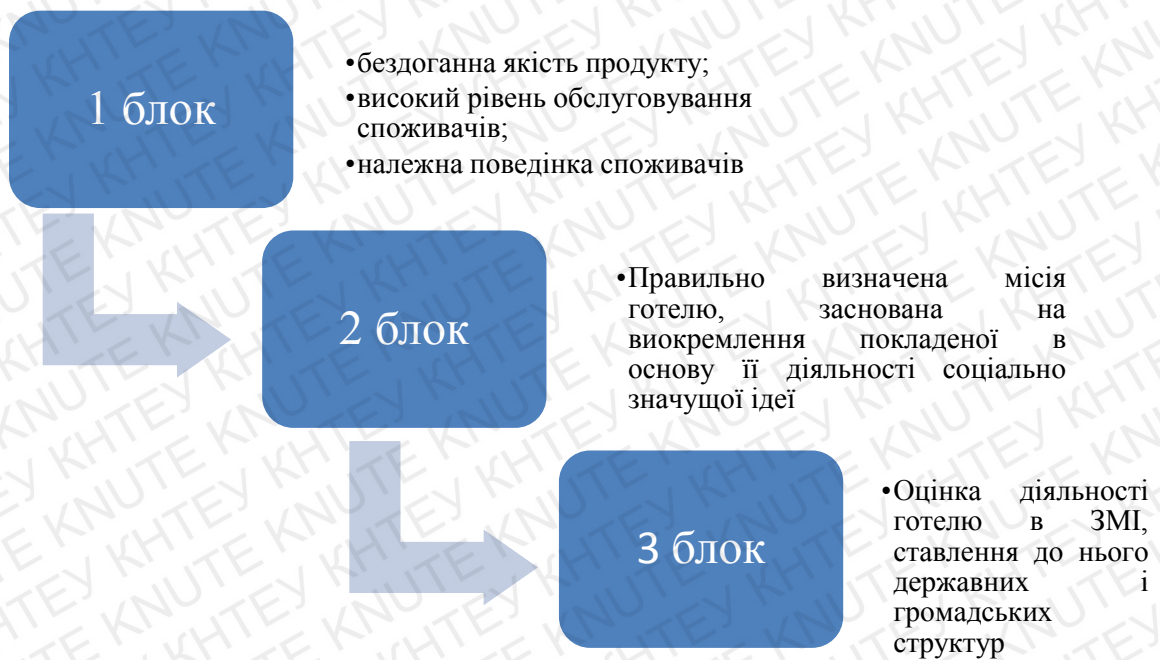 1 блок
•бездоганна якість продукту;
•високий рівень обслуговування
споживачів;
•належна поведінка споживачів
2 блок
•Правильно визначена місія
готелю, заснована на
виокремлення покладеної в
основу її діяльності соціально
значущої ідеї
3 блок
•Оцінка діяльності
готелю в ЗМІ,
ставлення до нього
державних і
громадських
структур